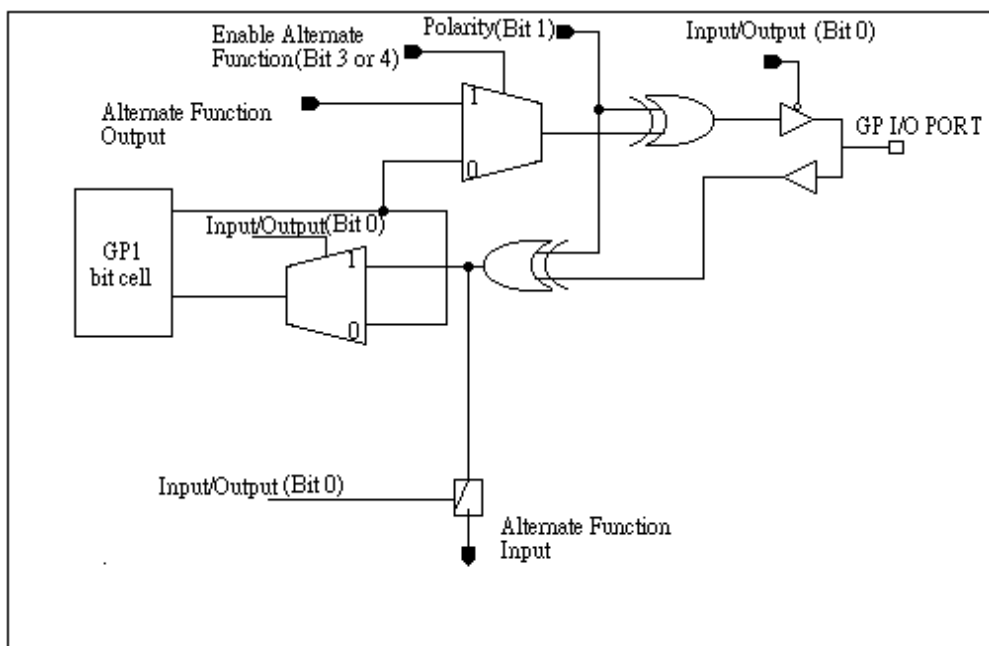 Polarity(Bit 1)
Input/Output (Bit 0)
Enable Alternate
Function(Bit 3 or 4)
Alternate Function
Output
1
0
GP I/O PORT
Input/Output(Bit 0)
GP1
bit cell
1
0
Input/Output (Bit 0)
Alternate Function
Input